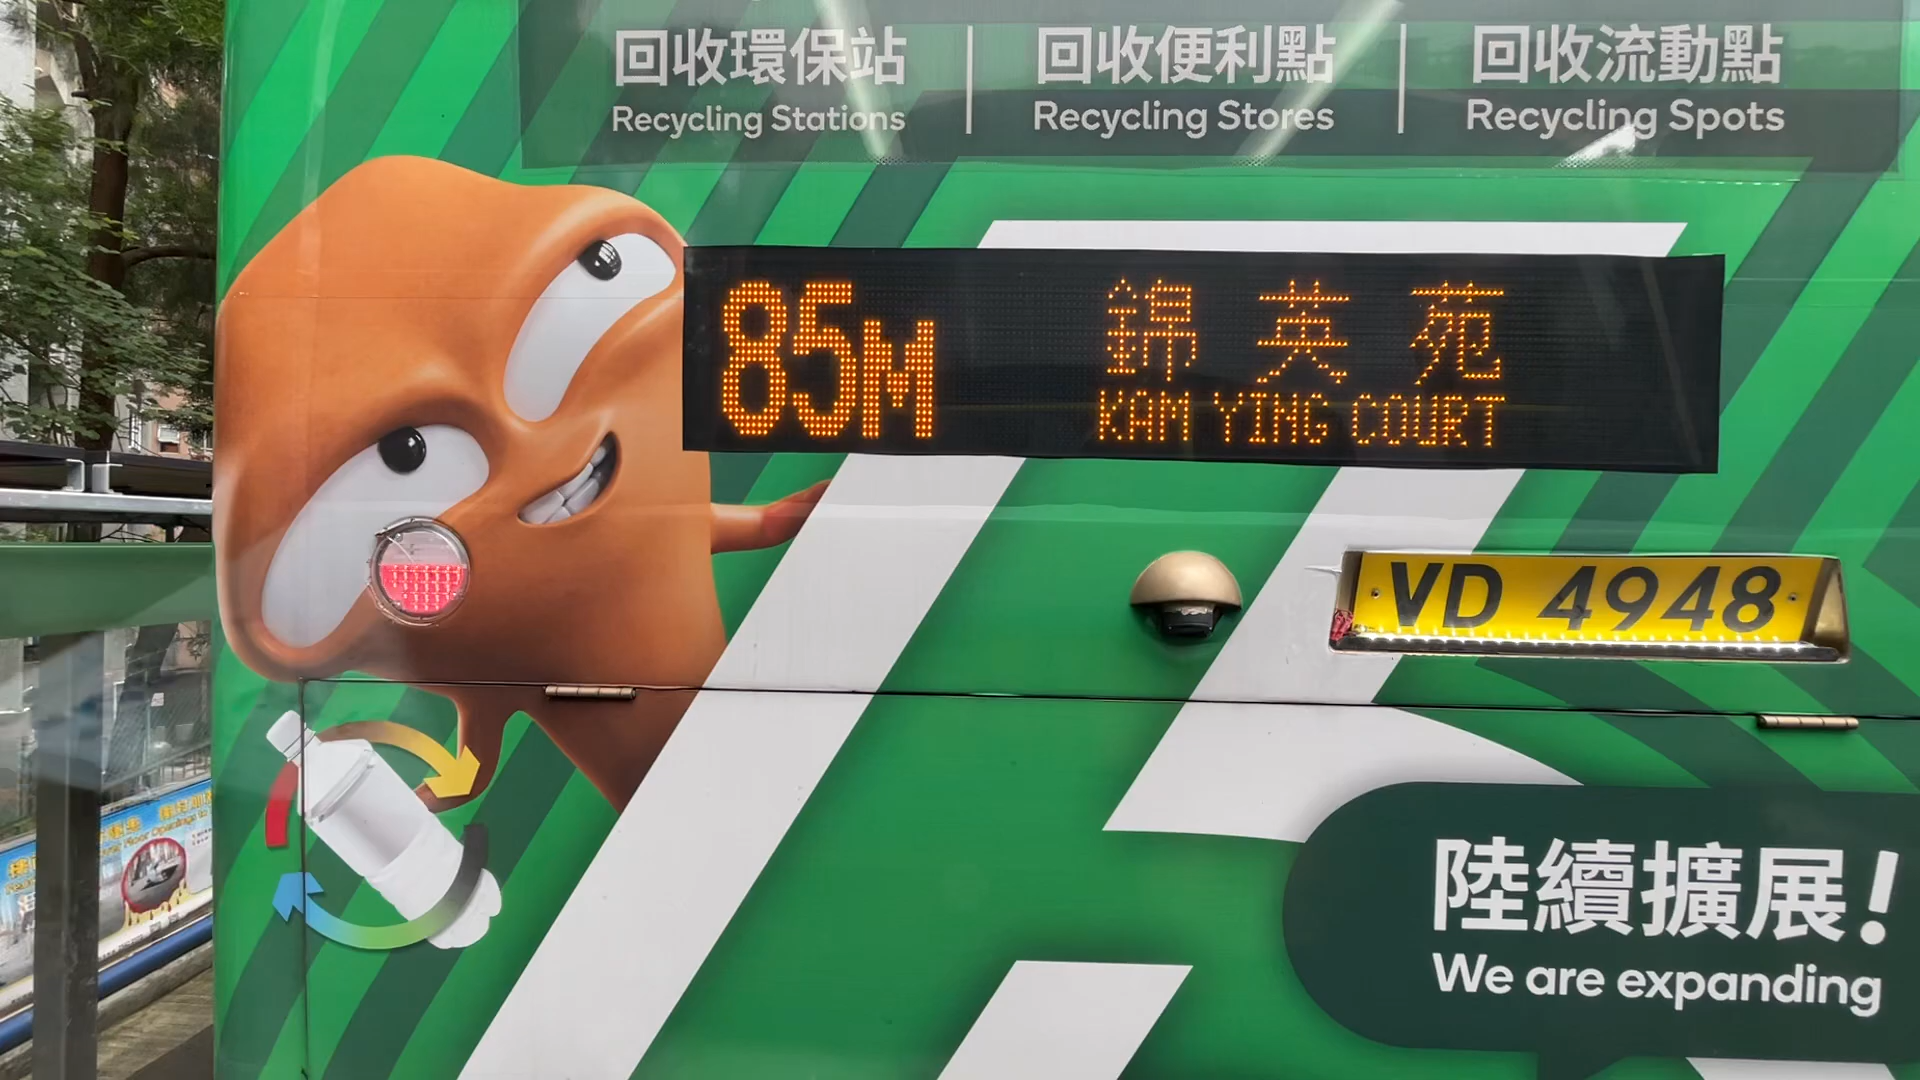 回收環保站
Recycling Stations
回收便利點
Recycling Stores
回收流動點
Recycling Spots
85M
錦英苑
KAM YING COURT
VD 4948
陸續擴展!
We are expanding